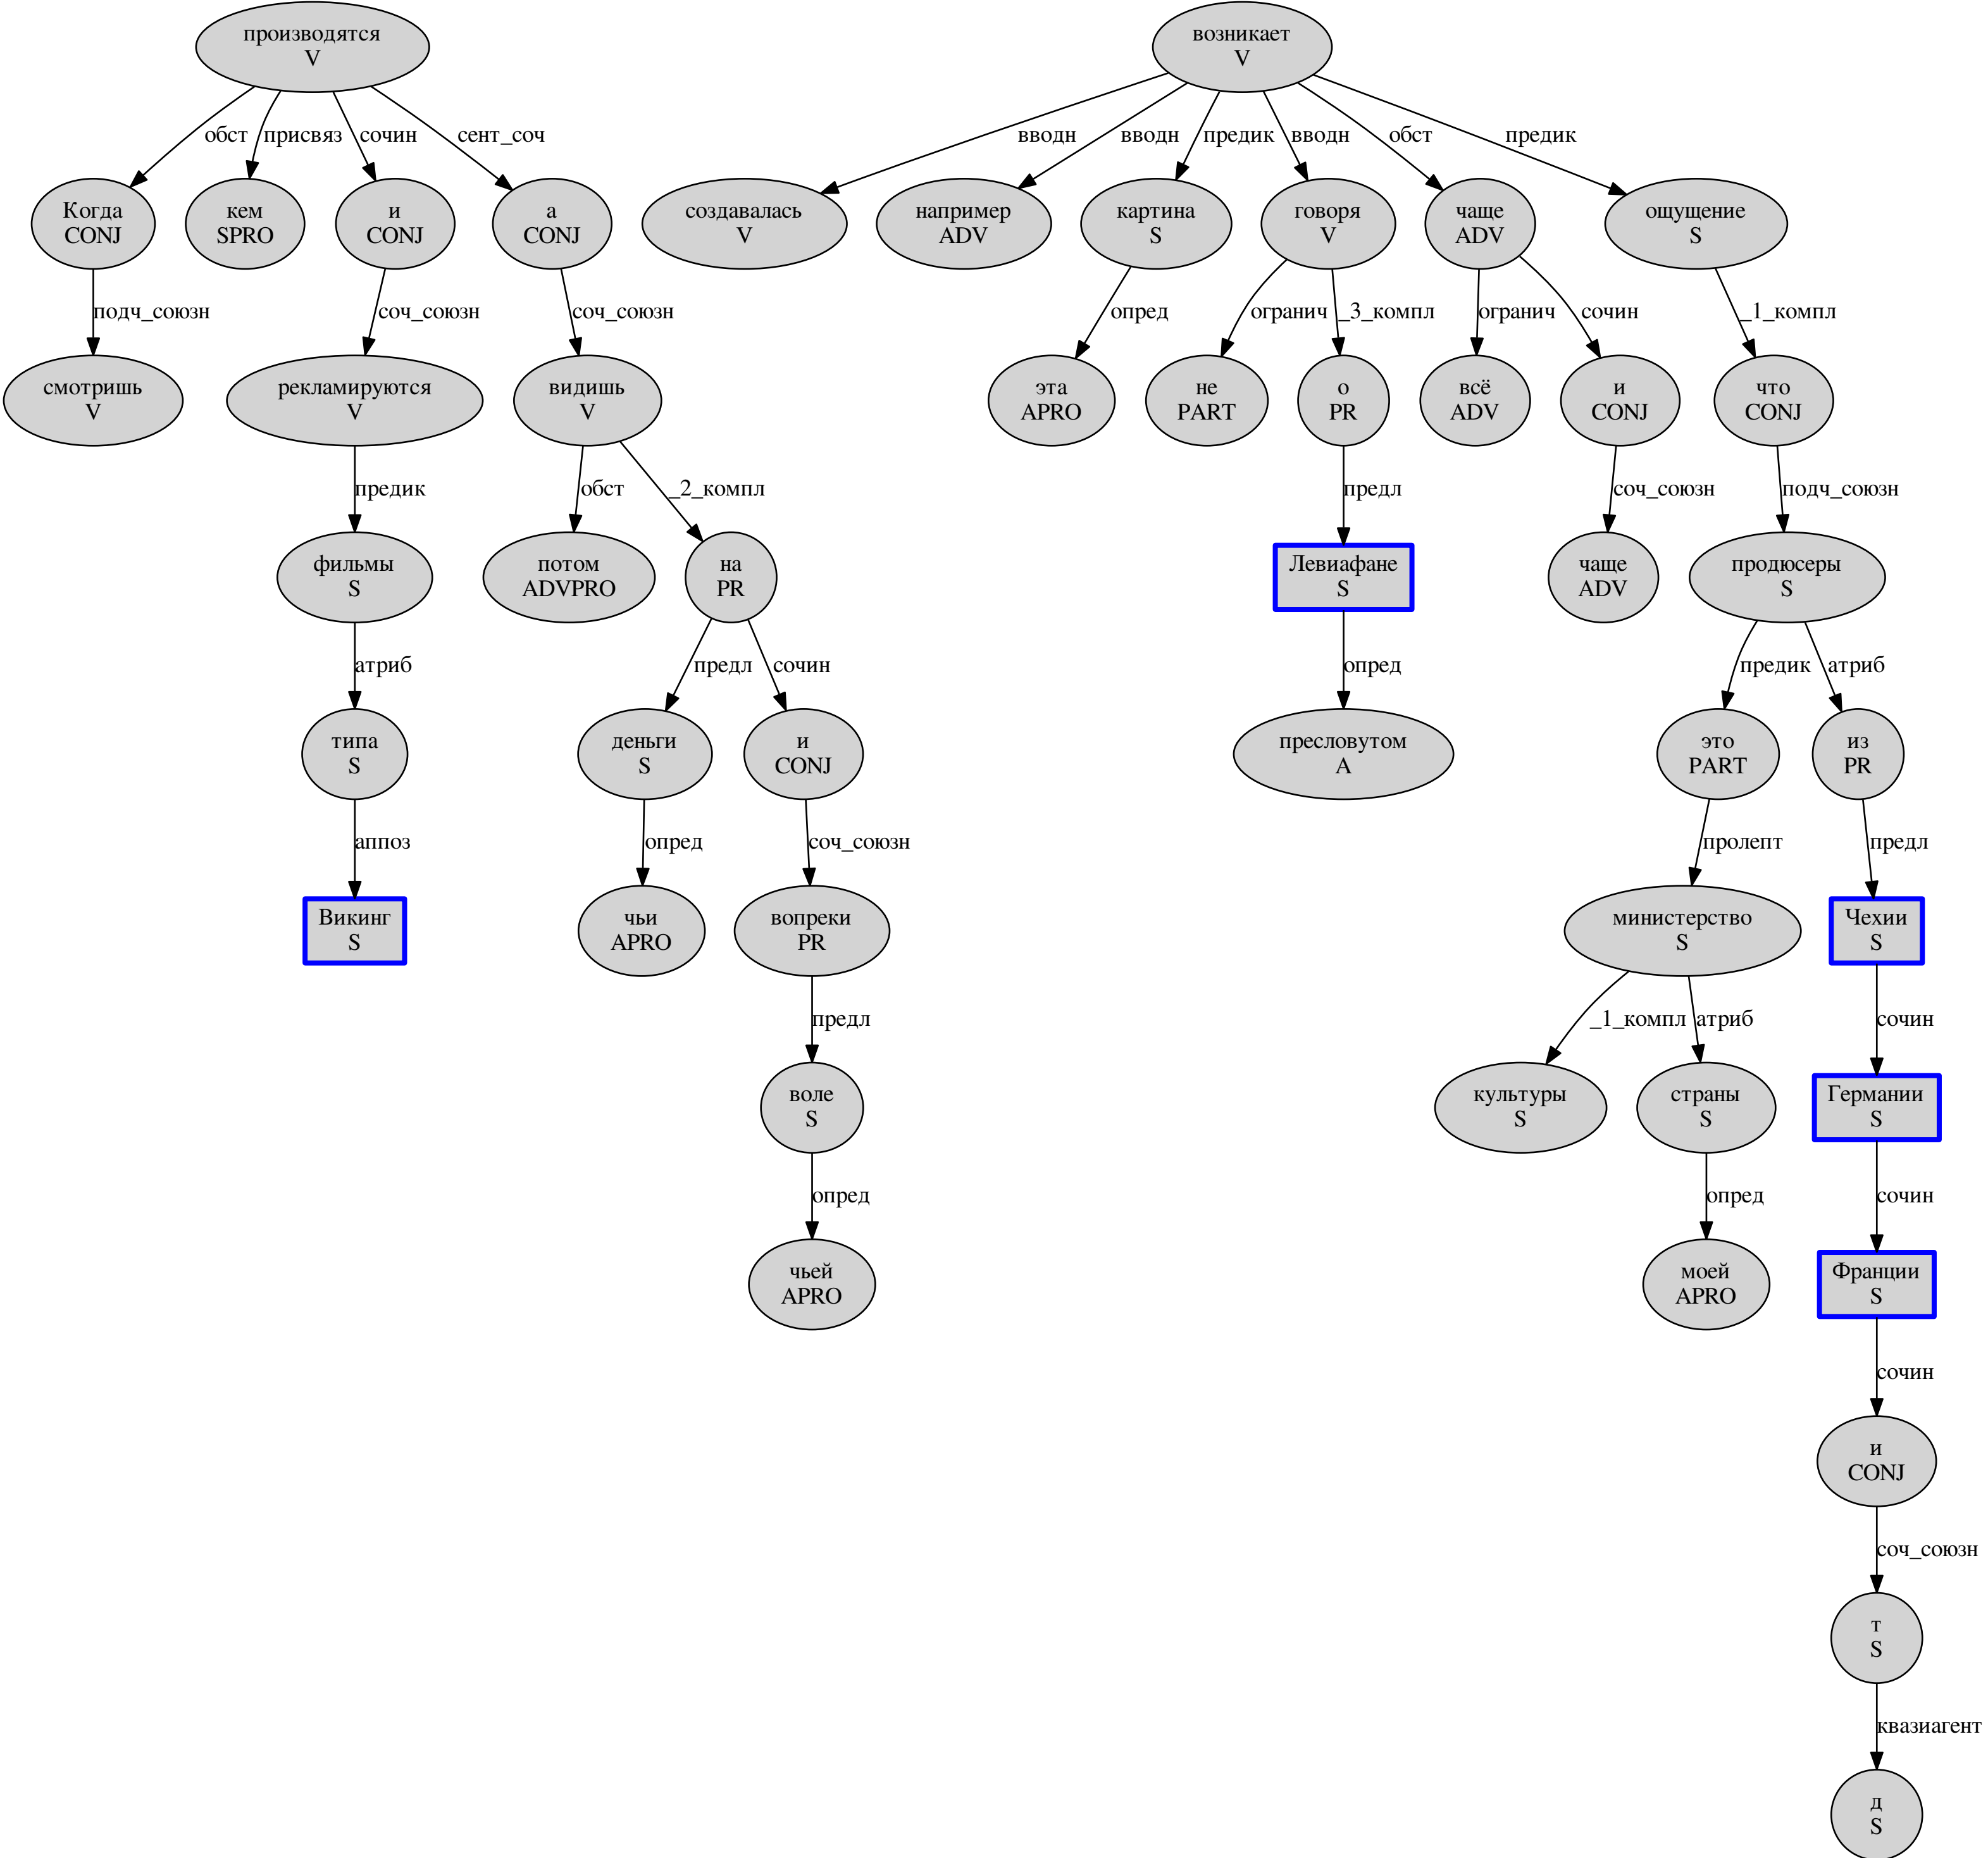 производятся
V
возникает
V
обст
присвяз
сочин
сент_соч
вводн
вводн
предик
вводн
обст
предик
Когда
CONJ
кем
SPRO
и
CONJ
а
CONJ
создавалась
V
например
ADV
картина
S
говоря
V
чаще
ADV
ощущение
S
подч_союзн
соч_союзн
соч_союзн
опред
огранич
_3_компл
огранич
сочин
_1_компл
смотришь
V
рекламируются
V
видишь
V
эта
APRO
не
PART
о
PR
всё
ADV
и
CONJ
что
CONJ
предик
обст
_2_компл
предл
соч_союзн
подч_союзн
фильмы
S
потом
ADVPRO
на
PR
Левиафане
S
чаще
ADV
продюсеры
S
атриб
предл
сочин
опред
предик
атриб
типа
S
деньги
S
и
CONJ
пресловутом
A
это
PART
из
PR
аппоз
опред
соч_союзн
пролепт
предл
Викинг
S
чьи
APRO
вопреки
PR
министерство
S
Чехии
S
предл
_1_компл
атриб
сочин
воле
S
культуры
S
страны
S
Германии
S
опред
опред
сочин
чьей
APRO
моей
APRO
Франции
S
сочин
и
CONJ
соч_союзн
т
S
квазиагент
д
S